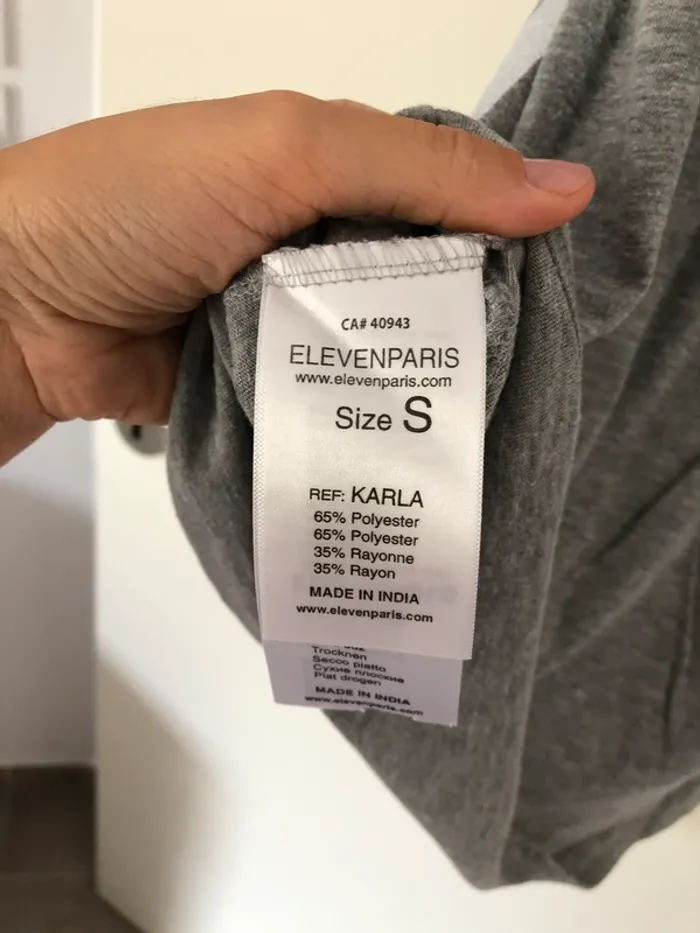 CA# 40943
ELEVENPARIS
www.elevenparis.com
Size S
REF: KARLA
65% Polyester
65% Polyester
35% Rayonne
35% Rayon
MADE IN INDIA
www.elevenparis.com
Trocknen
Secco piatto
Сухие плоские
Plat drogen
MADE IN INDIA
www.elevenparis.com